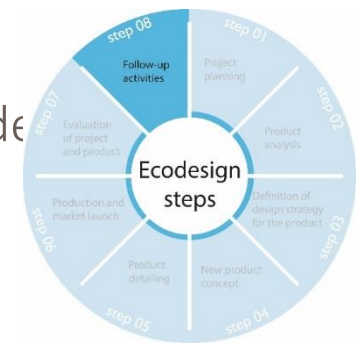 step 01
Project
planning
step 02
Product
analysis
step 03
Definition of
design strategy
for the product
step 04
New product
concept
step 05
Product
detailing
step 06
Production and
market launch
step 07
Evaluation
of project
and product
step 08
Follow-up
activities
Ecodesign
steps
de